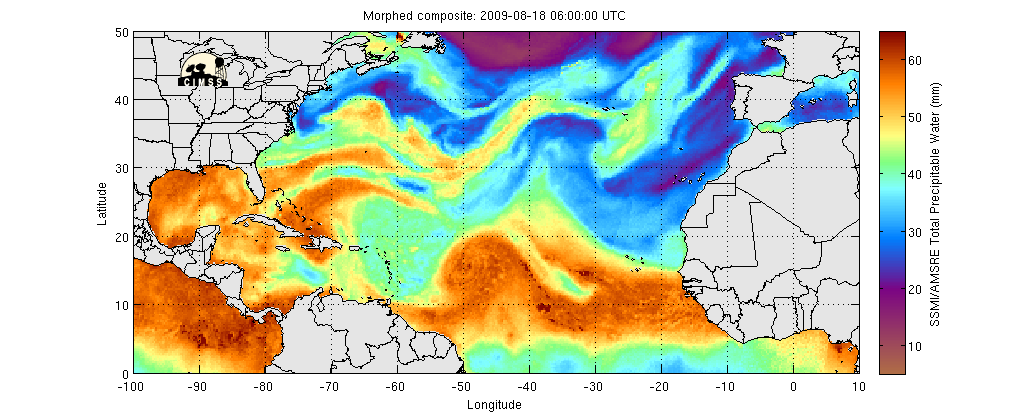 Morphed composite: 2009-08-18 06:00:00 UTC
50
40
30
20
10
0
Latitude
CIMSS
-100 -90 -80 -70 -60 -50 -40 -30 -20 -10 0 10
Longitude
60
50
40
30
20
10
SSMI/AMSRE Total Precipitable Water (mm)